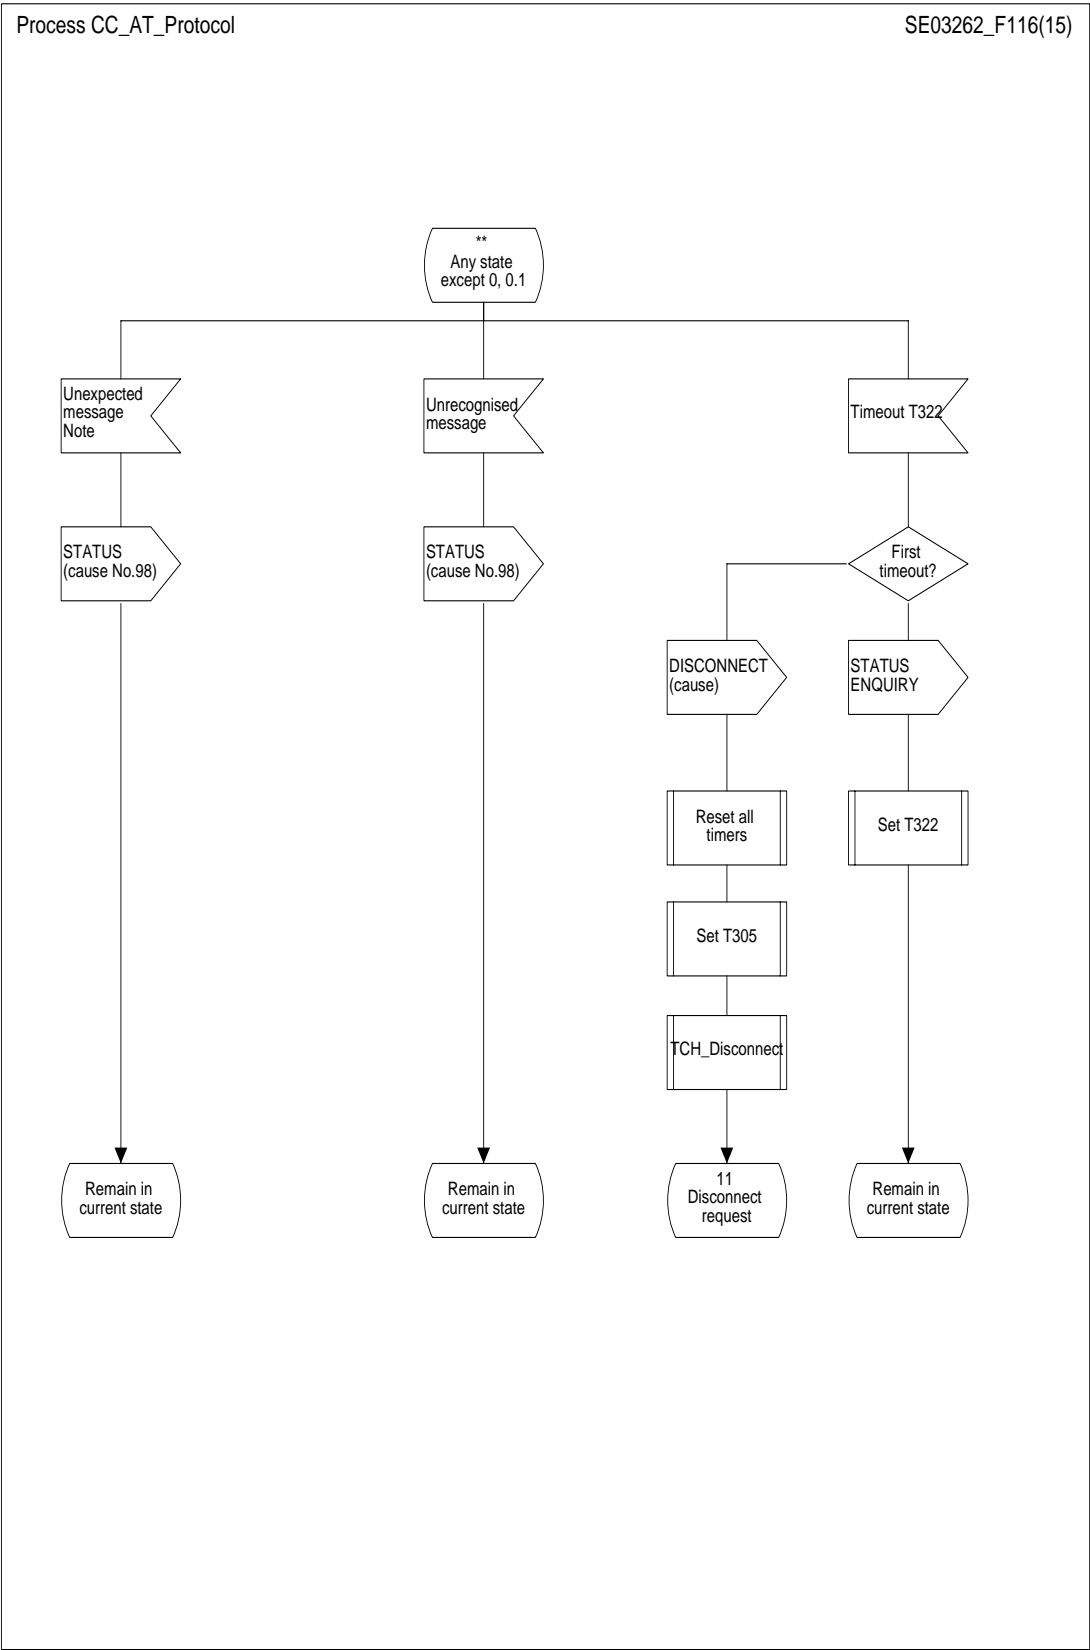 Process CC_AT_Protocol
SE03262_F116(15)
**
Any state
except 0, 0.1
Unexpected
message
Note
Unrecognised
message
Timeout T322
STATUS
(cause No.98)
STATUS
(cause No.98)
First
timeout?
DISCONNECT
(cause)
STATUS
ENQUIRY
Reset all
timers
Set T322
Set T305
TCH_Disconnect
Remain in
current state
Remain in
current state
11
Disconnect
request
Remain in
current state